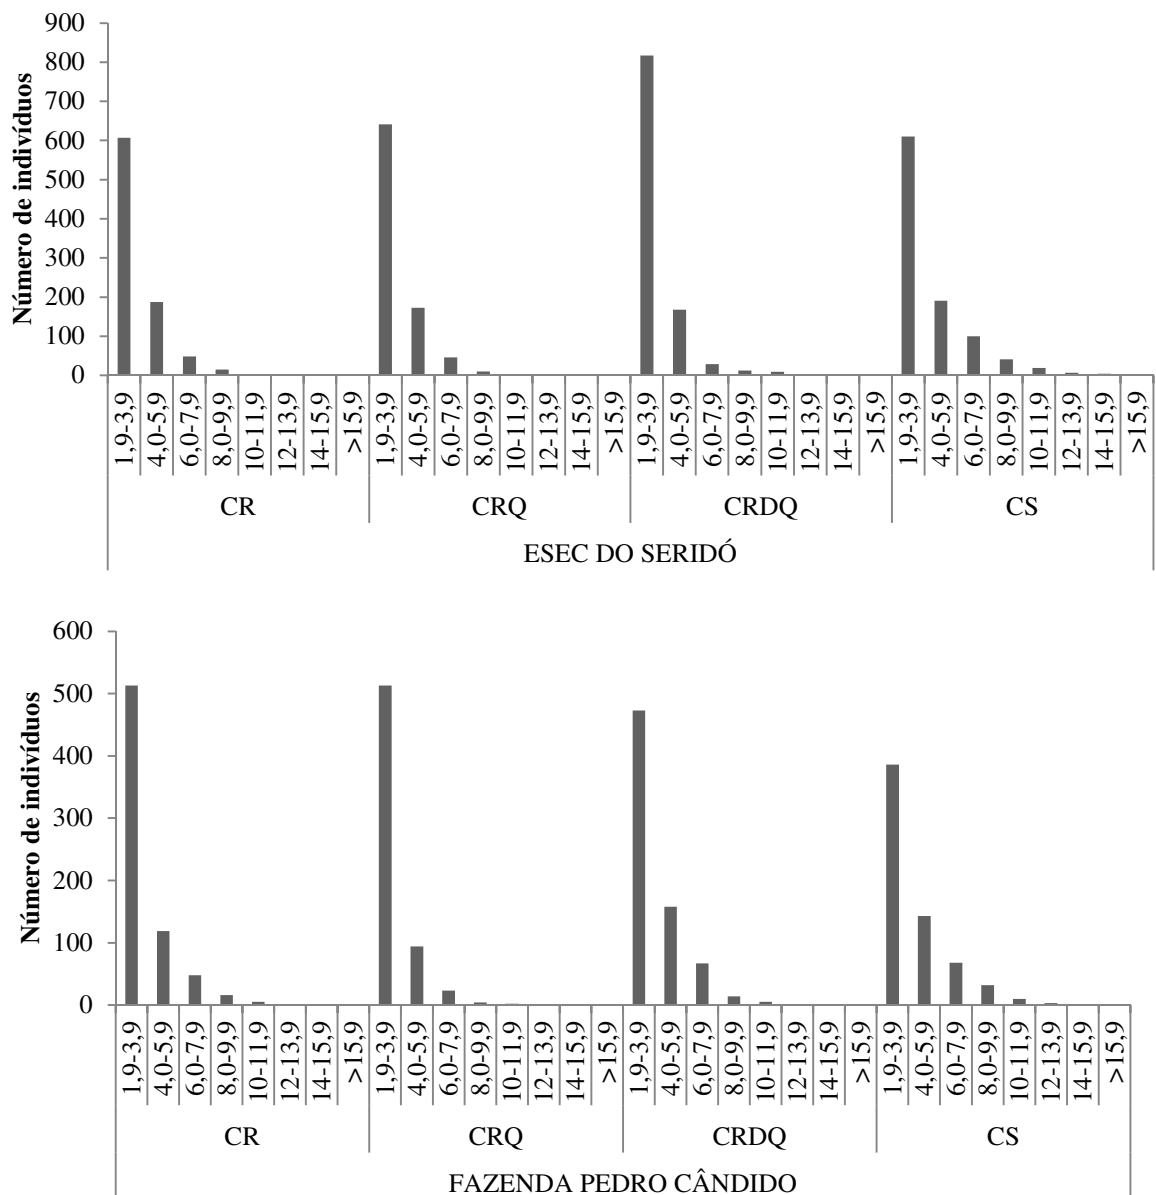 900
800
700
600
500
400
300
200
100
0
Número de indivíduos
1,9-3,9 4,0-5,9 6,0-7,9 8,0-9,9 10-11,9 12-13,9 14-15,9 >15,9 1,9-3,9 4,0-5,9 6,0-7,9 8,0-9,9 10-11,9 12-13,9 14-15,9 >15,9 1,9-3,9 4,0-5,9 6,0-7,9 8,0-9,9 10-11,9 12-13,9 14-15,9 >15,9 1,9-3,9 4,0-5,9 6,0-7,9 8,0-9,9 10-11,9 12-13,9 14-15,9 >15,9
CR CRQ CRDQ CS
ESEC DO SERIDÓ
600
500
400
300
200
100
0
Número de indivíduos
1,9-3,9 4,0-5,9 6,0-7,9 8,0-9,9 10-11,9 12-13,9 14-15,9 >15,9 1,9-3,9 4,0-5,9 6,0-7,9 8,0-9,9 10-11,9 12-13,9 14-15,9 >15,9 1,9-3,9 4,0-5,9 6,0-7,9 8,0-9,9 10-11,9 12-13,9 14-15,9 >15,9 1,9-3,9 4,0-5,9 6,0-7,9 8,0-9,9 10-11,9 12-13,9 14-15,9 >15,9
CR CRQ CRDQ CS
FAZENDA PEDRO CÂNDIDO